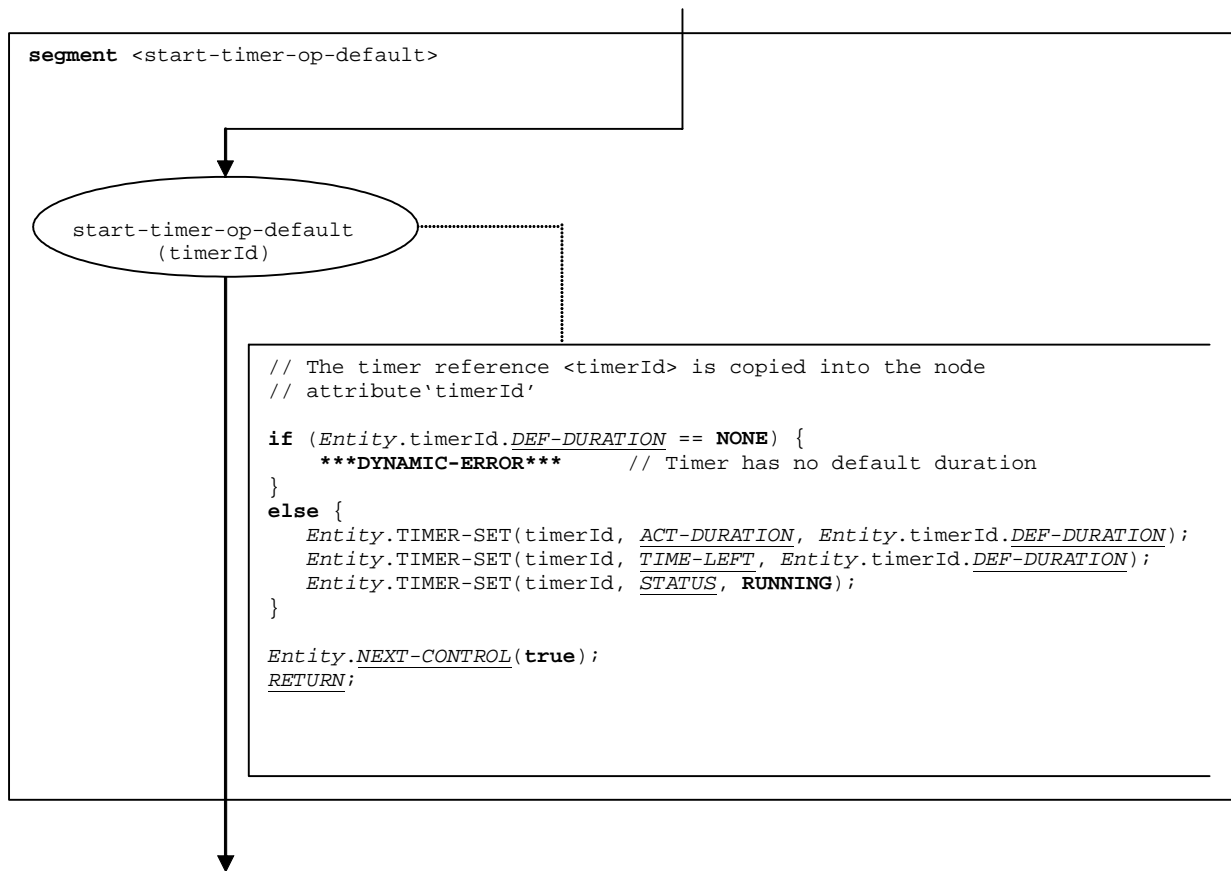 segment <start-timer-op-default>
start-timer-op-default
(timerId)
// The timer reference <timerId> is copied into the node
// attribute‘timerId’
if (Entity.timerId.DEF-DURATION == NONE) {
***DYNAMIC-ERROR*** // Timer has no default duration
}
else {
Entity.TIMER-SET(timerId, ACT-DURATION, Entity.timerId.DEF-DURATION);
Entity.TIMER-SET(timerId, TIME-LEFT, Entity.timerId.DEF-DURATION);
Entity.TIMER-SET(timerId, STATUS, RUNNING);
}
Entity.NEXT-CONTROL(true);
RETURN;